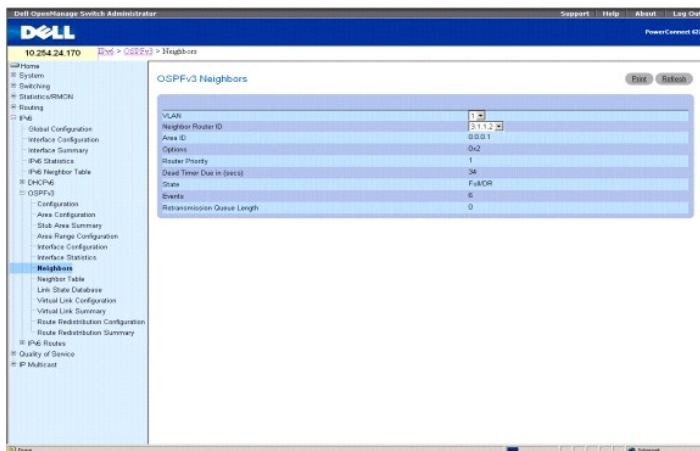 Dell OpenManage Switch Administrator
Support Help About Log Out
DELL
PowerConnect
10.254.24.170
IPv6 > OSPFv3 > Neighbors
Home
System
Switching
Statistics/RMON
Routing
IPv6
Global Configuration
Interface Configuration
Interface Summary
IPv6 Statistics
IPv6 Neighbor Table
DHCPv6
OSPFv3
Configuration
Area Configuration
Stub Area Summary
Area Range Configuration
Interface Configuration
Interface Statistics
Neighbors
Neighbor Table
Link State Database
Virtual Link Configuration
Virtual Link Summary
Route Redistribution Configuration
Route Redistribution Summary
IPv6 Routes
Quality of Service
IP Multicast
OSPFv3 Neighbors
Print Refresh
VLAN 1
Neighbor Router ID 3.1.1.2
Area ID 0.0.0.1
Options 0x2
Router Priority 1
Dead Timer Due in (secs) 34
State Full/DR
Events 6
Retransmission Queue Length 0
Done
Internet